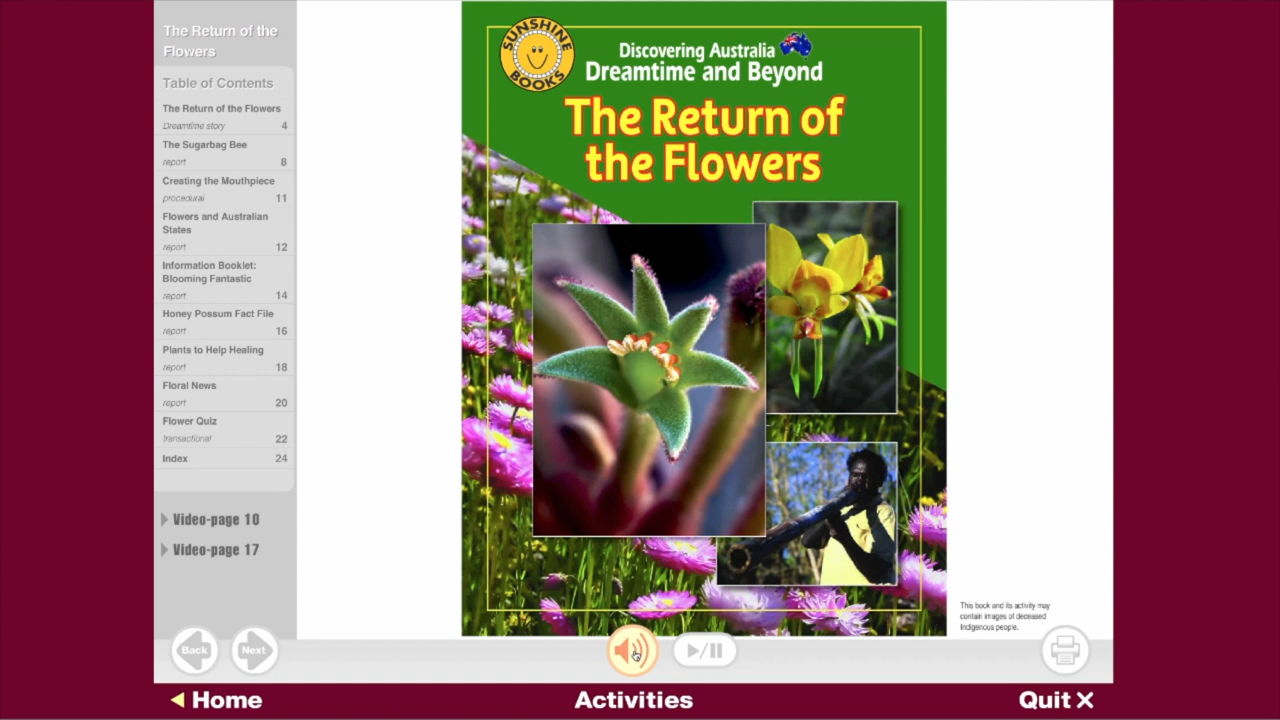 The Return of the
Flowers
Table of Contents
The Return of the Flowers
Dreamtime story 4
The Sugarbag Bee
report 8
Creating the Mouthpiece
procedural 11
Flowers and Australian
States
report 12
Information Booklet:
Blooming Fantastic
report 14
Honey Possum Fact File
report 16
Plants to Help Healing
report 18
Floral News
report 20
Flower Quiz
transactional 22
Index 24
Video-page 10
Video-page 17
SUNSHINE
BOOKS
Discovering Australia
Dreamtime and Beyond
The Return of
the Flowers
This book and its activity may
contain images of deceased
Indigenous people.
Back
Next
Home
Activities
Quit X